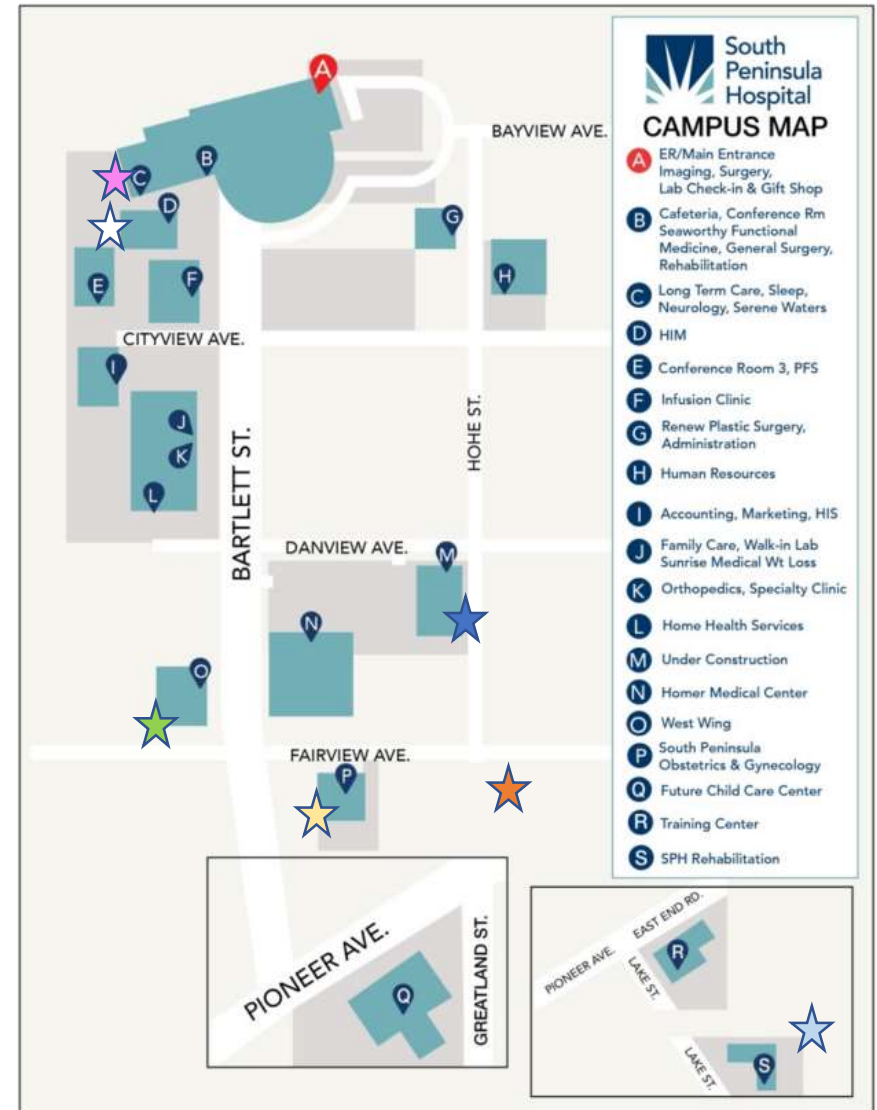 South
Peninsula
Hospital
CAMPUS MAP
A ER/Main Entrance
Imaging, Surgery,
Lab Check-in & Gift Shop
B Cafeteria, Conference Rm
Seaworthy Functional
Medicine, General Surgery,
Rehabilitation
C Long Term Care, Sleep,
Neurology, Serene Waters
D HIM
E Conference Room 3, PFS
F Infusion Clinic
G Renew Plastic Surgery,
Administration
H Human Resources
I Accounting, Marketing, HIS
J Family Care, Walk-in Lab
Sunrise Medical Wt Loss
K Orthopedics, Specialty Clinic
L Home Health Services
M Under Construction
N Homer Medical Center
O West Wing
P South Peninsula
Obstetrics & Gynecology
Q Future Child Care Center
R Training Center
S SPH Rehabilitation
A
BAYVIEW AVE.
B
C
D
G
E
F
H
CITYVIEW AVE.
I
J
K
L
BARTLETT ST.
HOHE ST.
DANVIEW AVE.
M
N
O
FAIRVIEW AVE.
P
PIONEER AVE.
GREATLAND ST.
Q
PIONEER AVE.
EAST END RD.
LAKE ST.
R
LAKE ST.
S